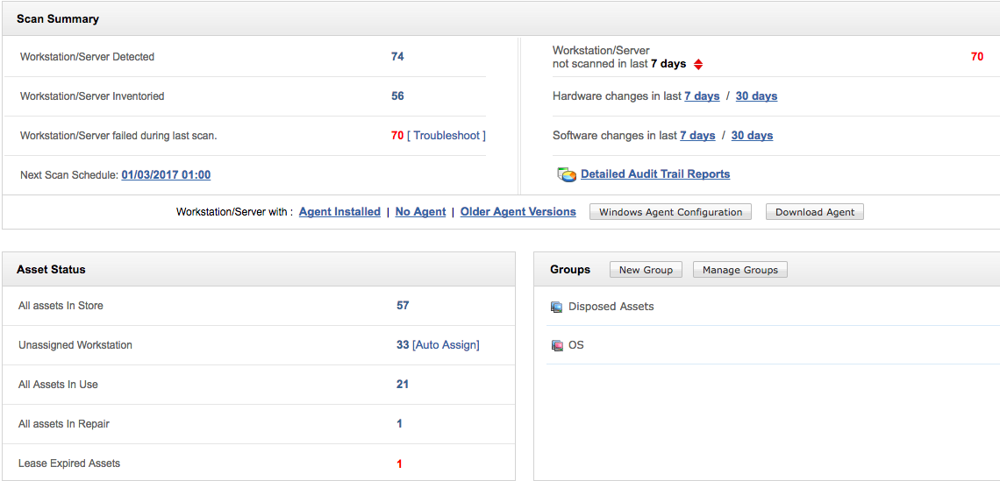 Scan Summary
Workstation/Server Detected 74
Workstation/Server Inventoried 56
Workstation/Server failed during last scan. 70 [ Troubleshoot ]
Next Scan Schedule: 01/03/2017 01:00
Workstation/Server
not scanned in last 7 days 70
Hardware changes in last 7 days / 30 days
Software changes in last 7 days / 30 days
Detailed Audit Trail Reports
Workstation/Server with : Agent Installed | No Agent | Older Agent Versions Windows Agent Configuration Download Agent
Asset Status
All assets In Store 57
Unassigned Workstation 33 [Auto Assign]
All Assets In Use 21
All assets In Repair 1
Lease Expired Assets 1
Groups New Group Manage Groups
Disposed Assets
OS